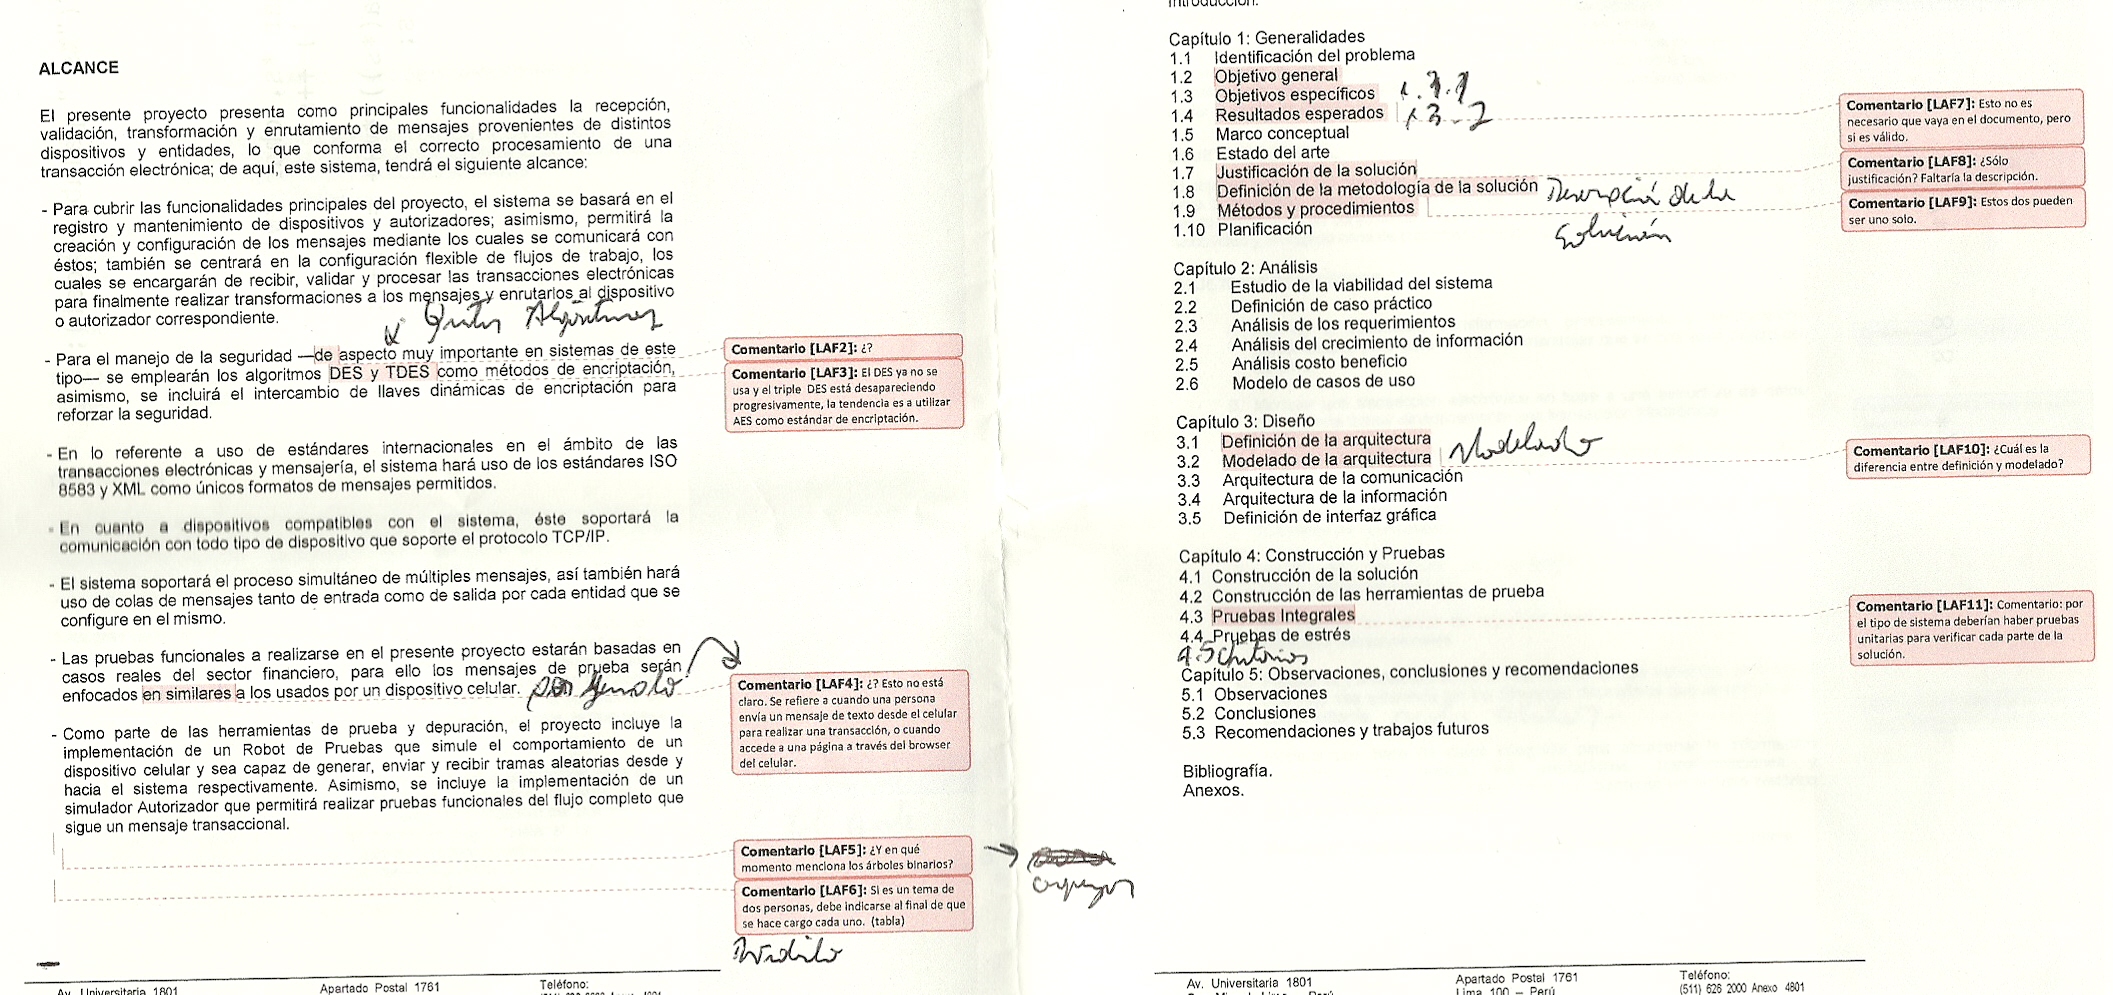 ALCANCE
El presente proyecto presenta como principales funcionalidades la recepción,
validación, transformación y enrutamiento de mensajes provenientes de distintos
dispositivos y entidades, lo que conforma el correcto procesamiento de una
transacción electrónica; de aquí, este sistema, tendrá el siguiente alcance:
- Para cubrir las funcionalidades principales del proyecto, el sistema se basará en el
registro y mantenimiento de dispositivos y autorizadores; asimismo, permitirá la
creación y configuración de los mensajes mediante los cuales se comunicará con
éstos; también se centrará en la configuración flexible de flujos de trabajo, los
cuales se encargarán de recibir, validar y procesar las transacciones electrónicas
para finalmente realizar transformaciones a los mensajes y enrutarlos al dispositivo
o autorizador correspondiente.
Quitar Algoritmos
- Para el manejo de la seguridad —de aspecto muy importante en sistemas de este
tipo— se emplearán los algoritmos DES y TDES como métodos de encriptación,
asimismo, se incluirá el intercambio de llaves dinámicas de encriptación para
reforzar la seguridad.
Comentario [LAF2]: ¿?
Comentario [LAF3]: El DES ya no se
usa y el triple DES está desapareciendo
progresivamente, la tendencia es a utilizar
AES como estándar de encriptación.
- En lo referente a uso de estándares internacionales en el ámbito de las
transacciones electrónicas y mensajería, el sistema hará uso de los estándares ISO
8583 y XML como únicos formatos de mensajes permitidos.
- En cuanto a dispositivos compatibles con el sistema, éste soportará la
comunicación con todo tipo de dispositivo que soporte el protocolo TCP/IP.
- El sistema soportará el proceso simultáneo de múltiples mensajes, así también hará
uso de colas de mensajes tanto de entrada como de salida por cada entidad que se
configure en el mismo.
- Las pruebas funcionales a realizarse en el presente proyecto estarán basadas en
casos reales del sector financiero, para ello los mensajes de prueba serán
enfocados en similares a los usados por un dispositivo celular.
Comentario [LAF4]: ¿? Esto no está
claro. Se refiere a cuando una persona
envía un mensaje de texto desde el celular
para realizar una transacción, o cuando
accede a una página a través del browser
del celular.
- Como parte de las herramientas de prueba y depuración, el proyecto incluye la
implementación de un Robot de Pruebas que simule el comportamiento de un
dispositivo celular y sea capaz de generar, enviar y recibir tramas aleatorias desde y
hacia el sistema respectivamente. Asimismo, se incluye la implementación de un
simulador Autorizador que permitirá realizar pruebas funcionales del flujo completo que
sigue un mensaje transaccional.
Comentario [LAF5]: ¿Y en qué
momento menciona los árboles binarios?
Comentario [LAF6]: Si es un tema de
dos personas, debe indicarse al final de que
se hace cargo cada uno. (tabla)
Av. Universitaria 1801
Apartado Postal 1761
Teléfono:
Introducción.
Capítulo 1: Generalidades
1.1 Identificación del problema
1.2 Objetivo general
1.3 Objetivos específicos
1.4 Resultados esperados
1.5 Marco conceptual
1.6 Estado del arte
1.7 Justificación de la solución
1.8 Definición de la metodología de la solución Descripción de la
1.9 Métodos y procedimientos
1.10 Planificación solución
Comentario [LAF7]: Esto no es
necesario que vaya en el documento, pero
si es válido.
Comentario [LAF8]: ¿Sólo
justificación? Faltaría la descripción.
Comentario [LAF9]: Estos dos pueden
ser uno solo.
Capítulo 2: Análisis
2.1 Estudio de la viabilidad del sistema
2.2 Definición de caso práctico
2.3 Análisis de los requerimientos
2.4 Análisis del crecimiento de información
2.5 Análisis costo beneficio
2.6 Modelo de casos de uso
Capítulo 3: Diseño
3.1 Definición de la arquitectura
3.2 Modelado de la arquitectura Modelado
3.3 Arquitectura de la comunicación
3.4 Arquitectura de la información
3.5 Definición de interfaz gráfica
Comentario [LAF10]: ¿Cuál es la
diferencia entre definición y modelado?
Capítulo 4: Construcción y Pruebas
4.1 Construcción de la solución
4.2 Construcción de las herramientas de prueba
4.3 Pruebas Integrales
4.4 Pruebas de estrés
4.5
Comentario [LAF11]: Comentario: por
el tipo de sistema deberían haber pruebas
unitarias para verificar cada parte de la
solución.
Capítulo 5: Observaciones, conclusiones y recomendaciones
5.1 Observaciones
5.2 Conclusiones
5.3 Recomendaciones y trabajos futuros
Bibliografía.
Anexos.
Av. Universitaria 1801
Apartado Postal 1761
Lima 100 – Perú
Teléfono:
(511) 626 2000 Anexo 4801